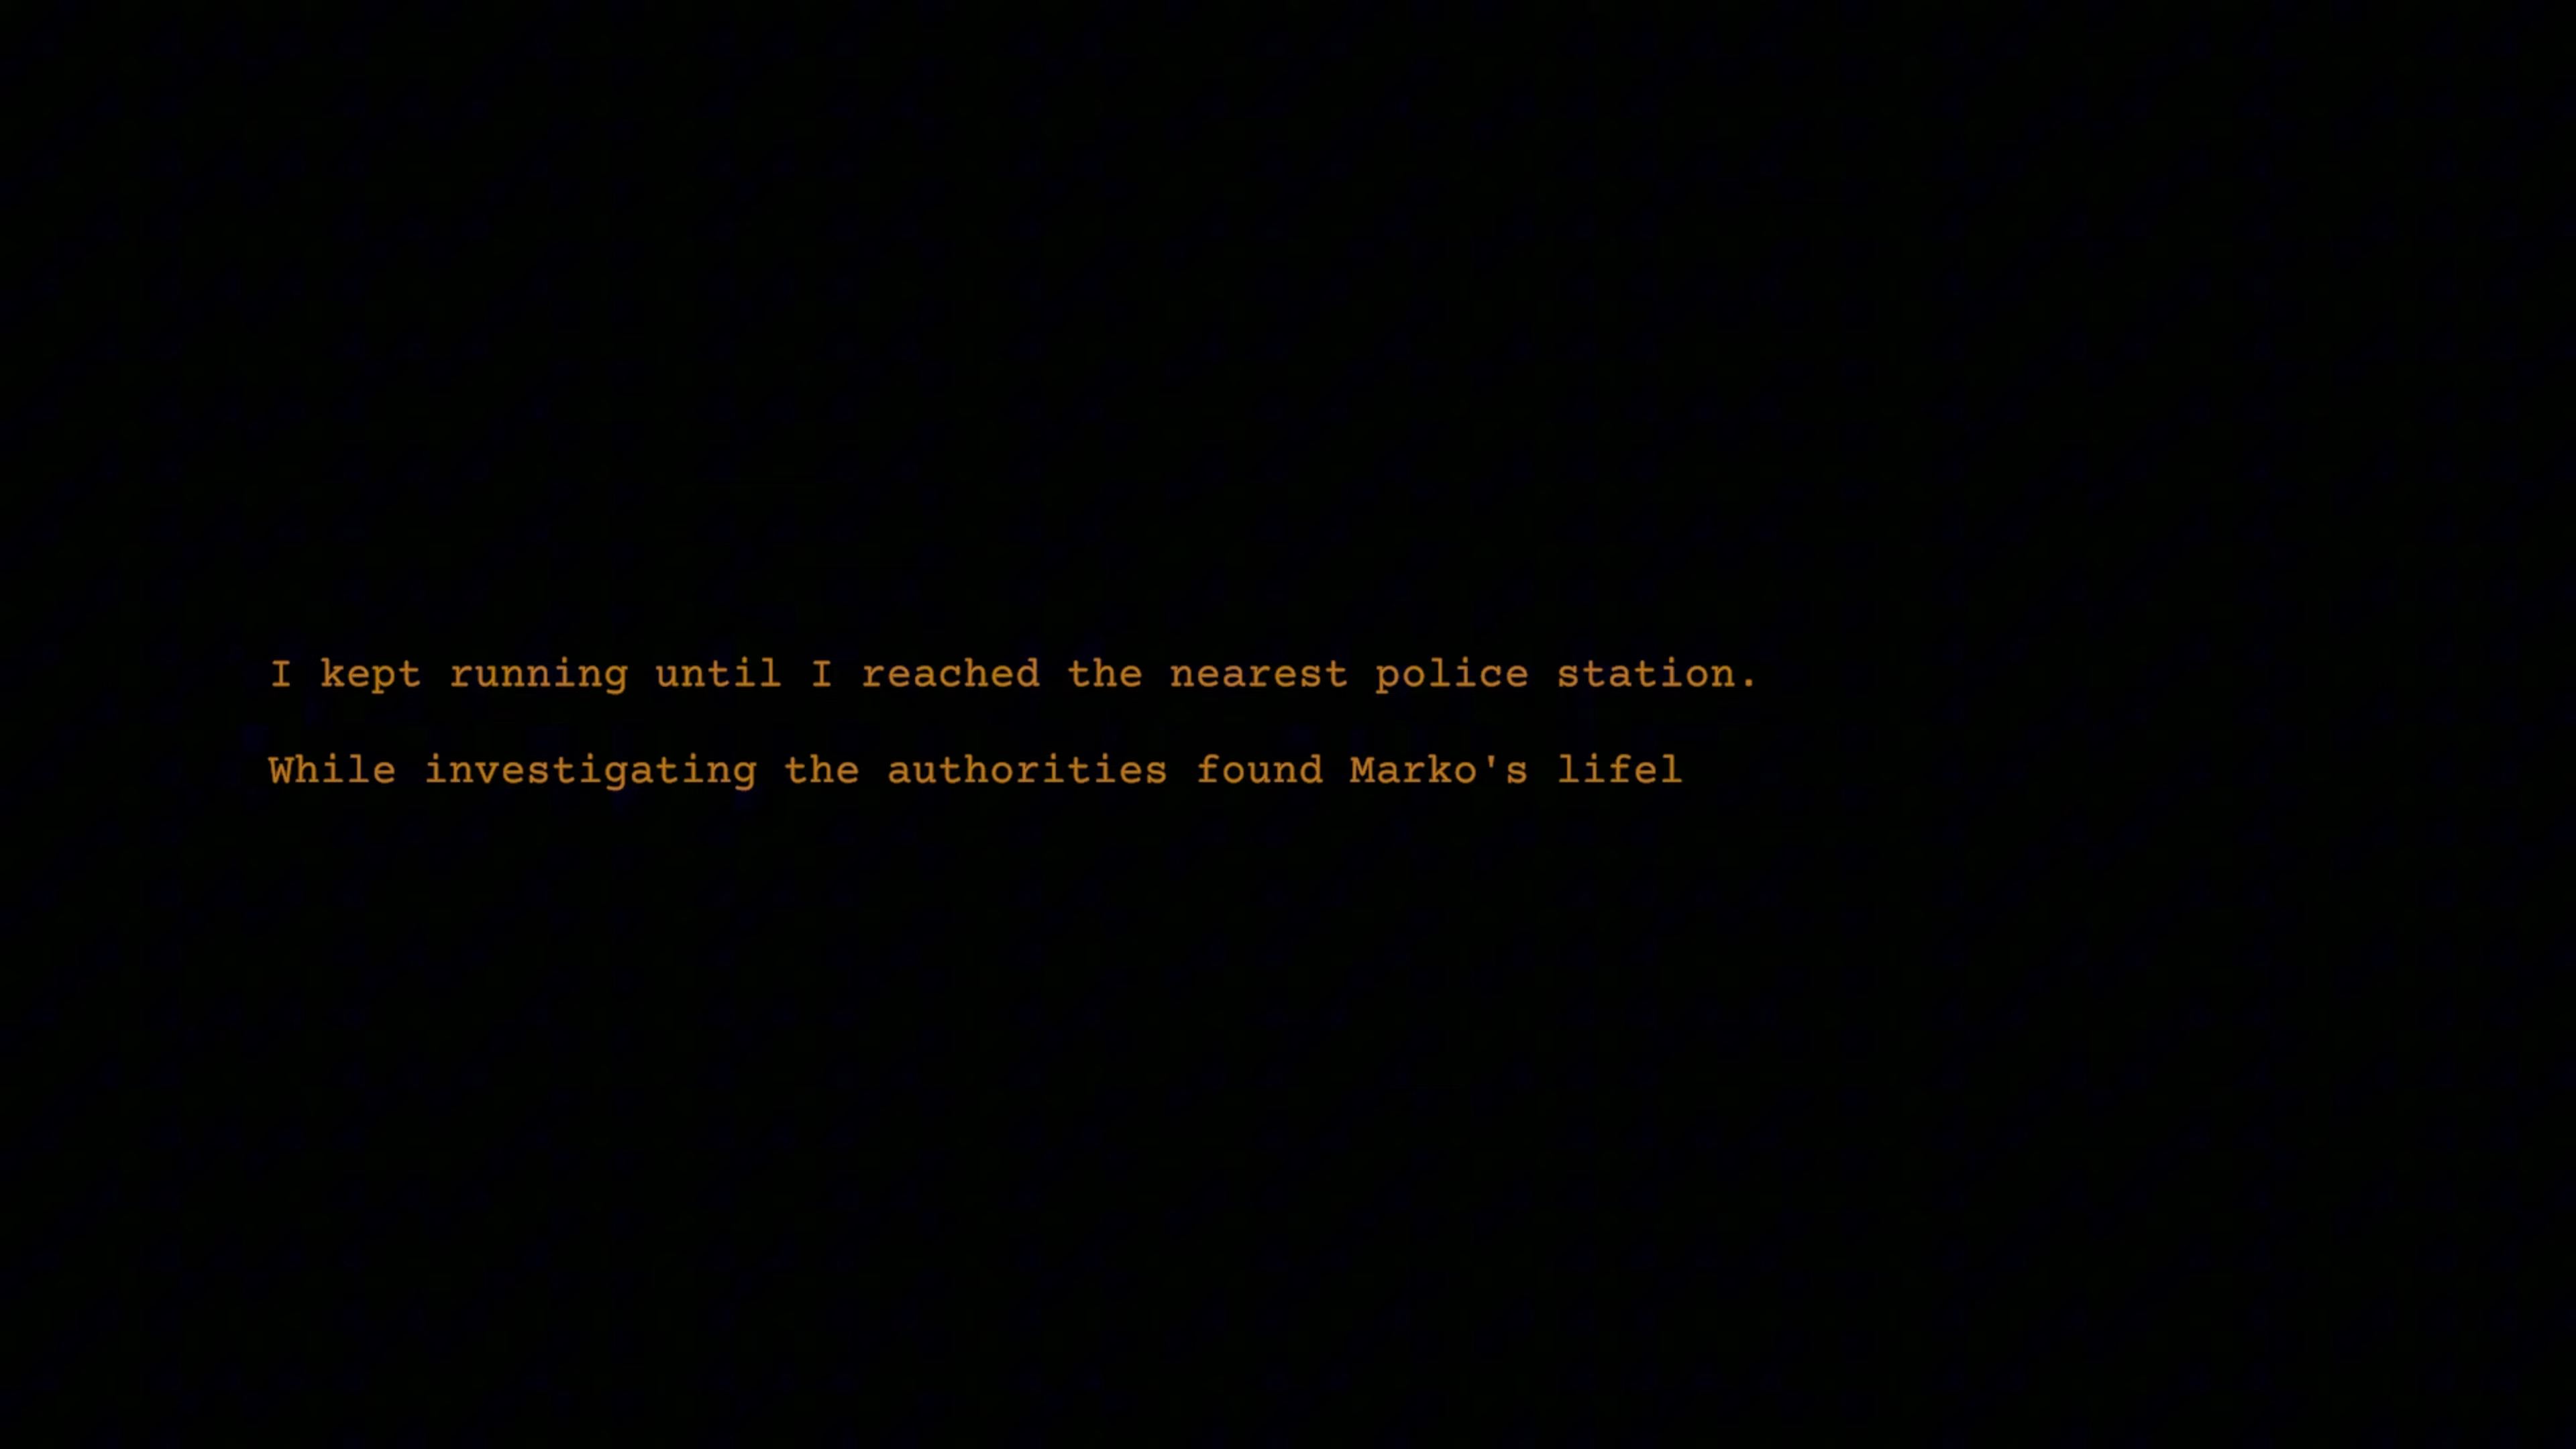 I kept running until I reached the nearest police station.
While investigating the authorities found Marko's lifel